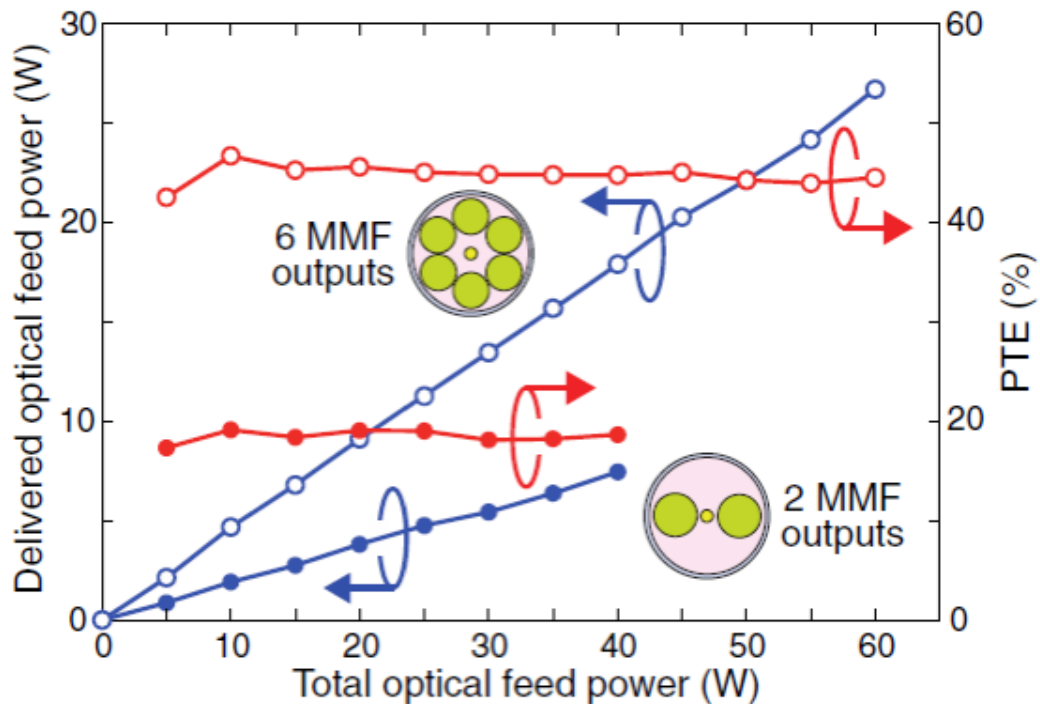 Delivered optical feed power (W)
30
20
10
0
6 MMF
outputs
2 MMF
outputs
60
40
20
0
PTE (%)
0 10 20 30 40 50 60
Total optical feed power (W)